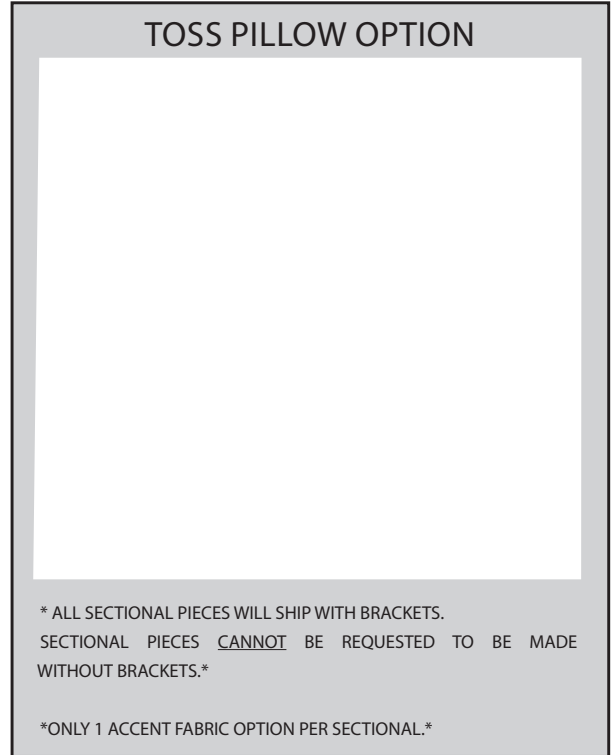 TOSS PILLOW OPTION
* ALL SECTIONAL PIECES WILL SHIP WITH BRACKETS.
SECTIONAL PIECES CANNOT BE REQUESTED TO BE MADE
WITHOUT BRACKETS.*
*ONLY 1 ACCENT FABRIC OPTION PER SECTIONAL.*